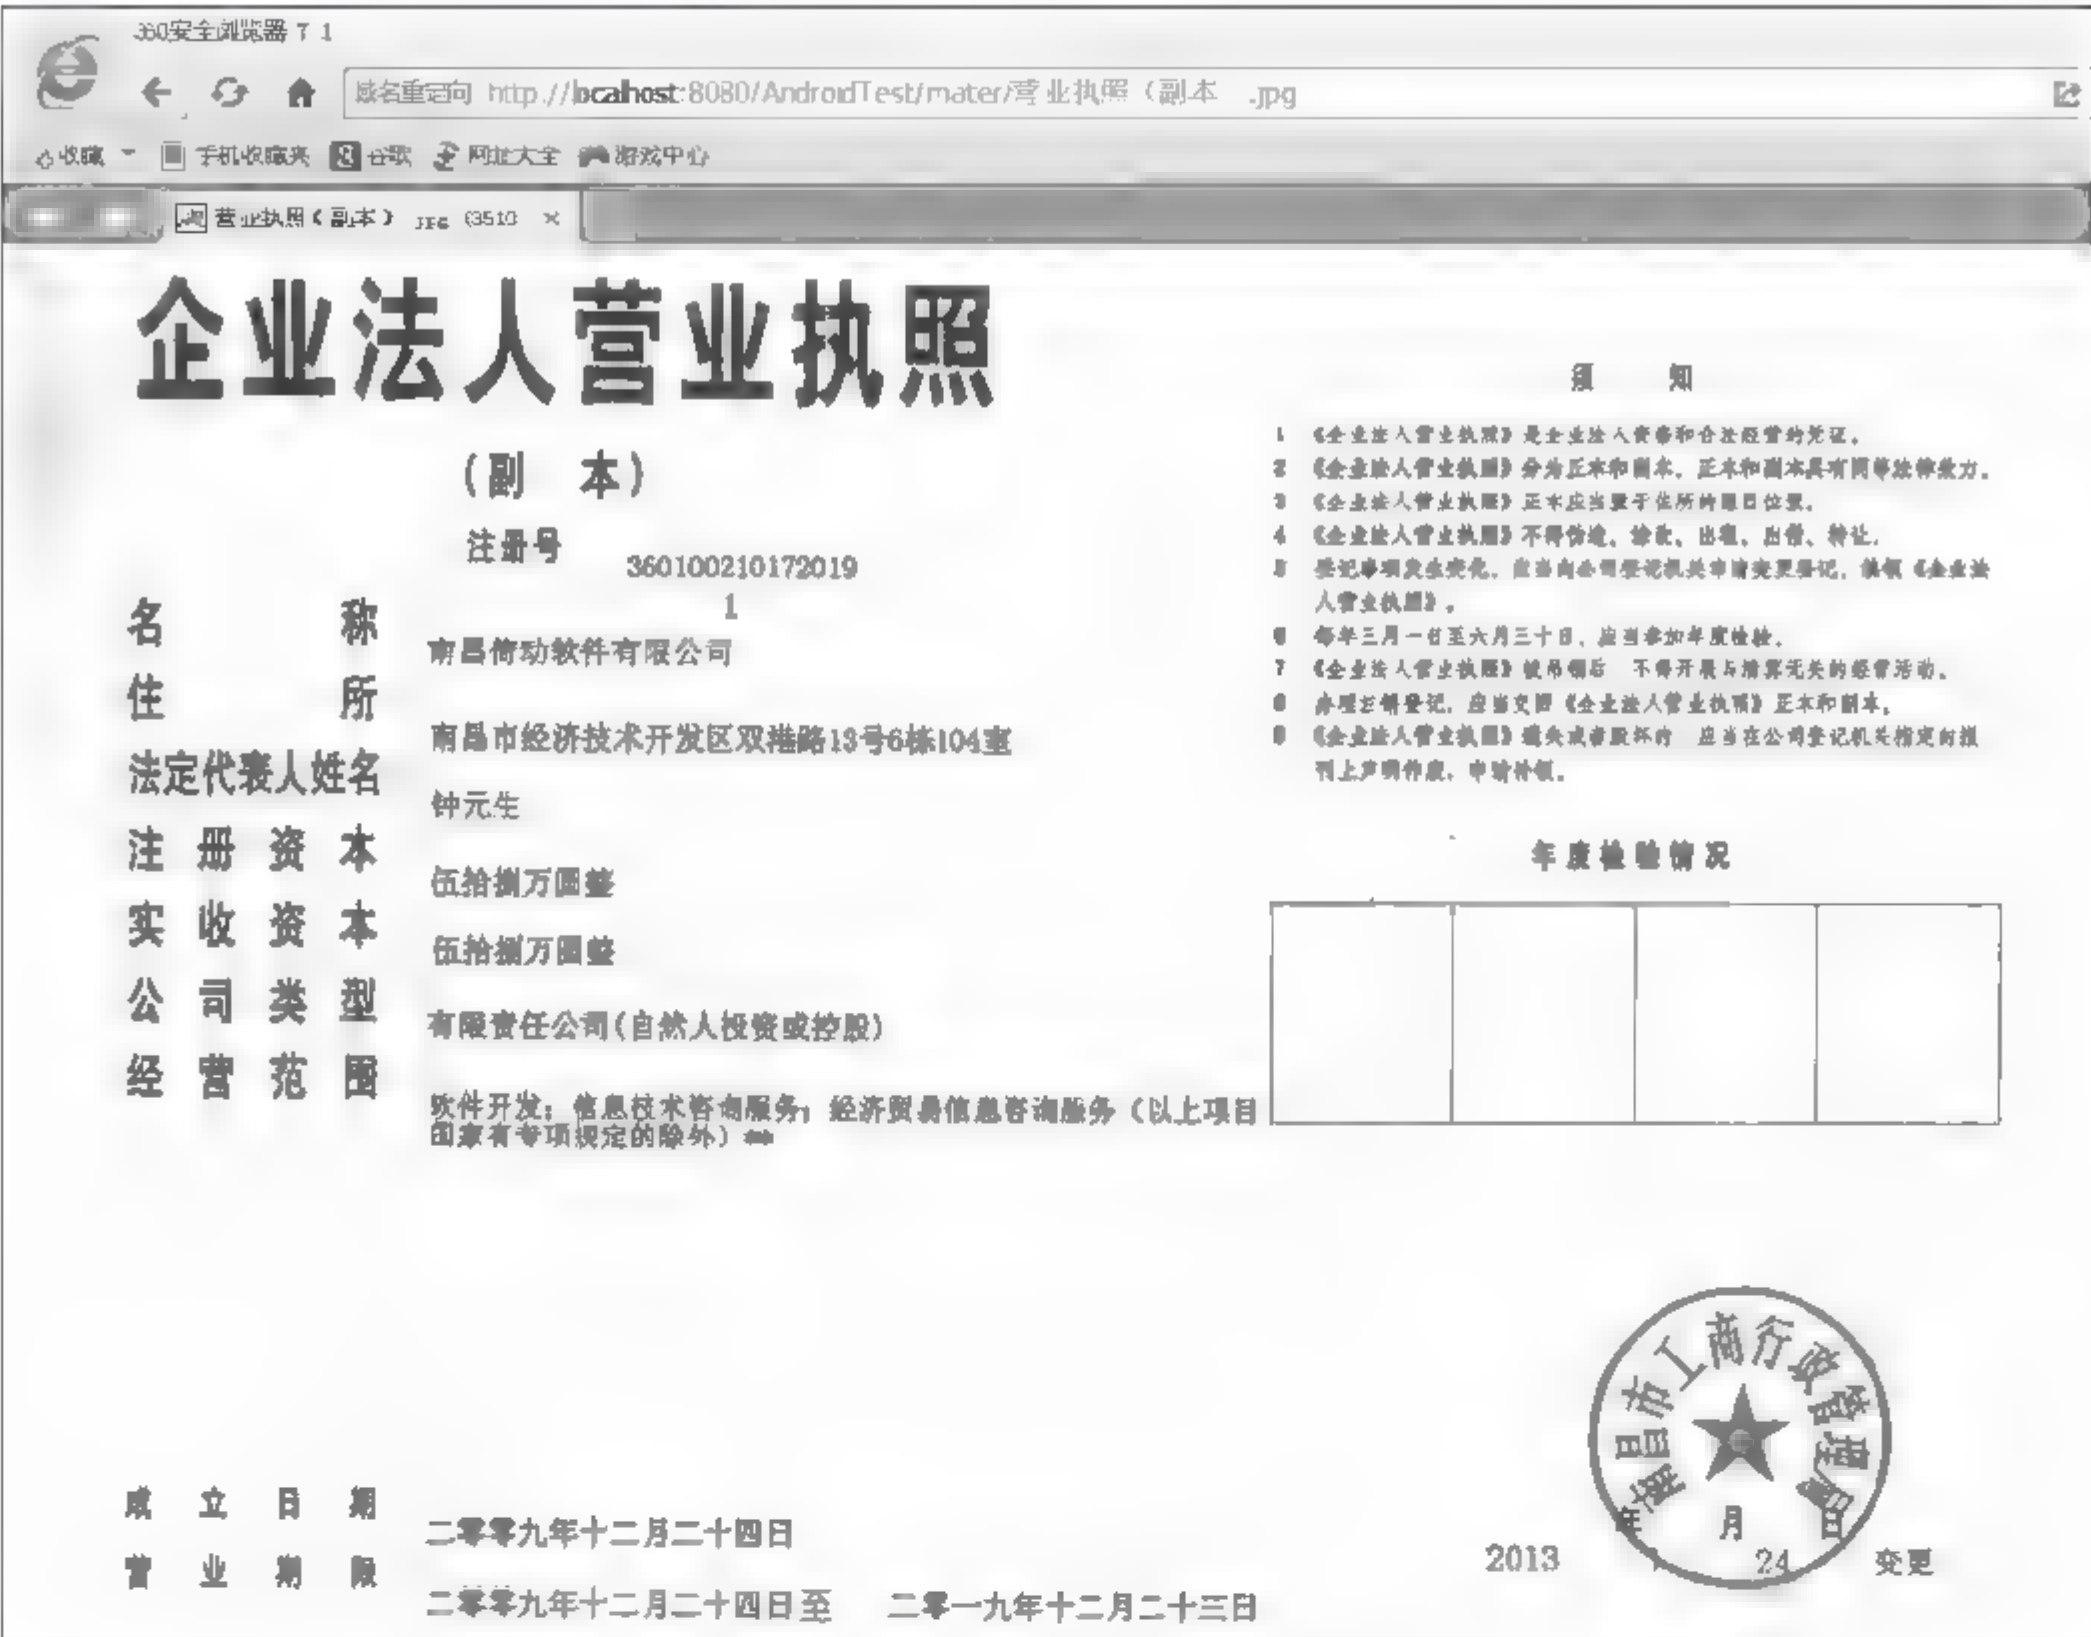 360安全浏览器 7 1
域名重定向 http://localhost:8080/AndroidTest/mater/营业执照（副本 .jpg
收藏 手机收藏夹 谷歌 网址大全 游戏中心
营业执照(副本) JPG (3510 ×
企业法人营业执照
(副 本)
注册号
360100210172019
1
名 称
南昌倚动软件有限公司
住 所
南昌市经济技术开发区双港路13号6栋104室
法定代表人姓名
钟元生
注册资本
伍拾捌万圆整
实收资本
伍拾捌万圆整
公司类型
有限责任公司(自然人投资或控股)
经营范围
软件开发; 信息技术咨询服务; 经济贸易信息咨询服务 (以上项目
国家有专项规定的除外)
须 知
1 《企业法人营业执照》是企业法人资格和合法经营的凭证。
2 《企业法人营业执照》分为正本和副本，正本和副本具有同等法律效力。
3 《企业法人营业执照》正本应当置于住所的醒目位置。
4 《企业法人营业执照》不得伪造、涂改、出租、出借、转让。
5 登记事项发生变化，应当向公司登记机关申请变更登记，换领《企业法
人营业执照》。
6 每年三月一日至六月三十日，应当参加年度检验。
7 《企业法人营业执照》被吊销后 不得开展与清算无关的经营活动。
8 办理注销登记，应当交回《企业法人营业执照》正本和副本。
9 《企业法人营业执照》遗失或者毁坏的 应当在公司登记机关指定的报
刊上声明作废，申请补领。
年度检验情况
成立日期
二零零九年十二月二十四日
营业期限
二零零九年十二月二十四日至 二零一九年十二月二十三日
南昌市工商行政管理局
年 月 日
2013 24 变更